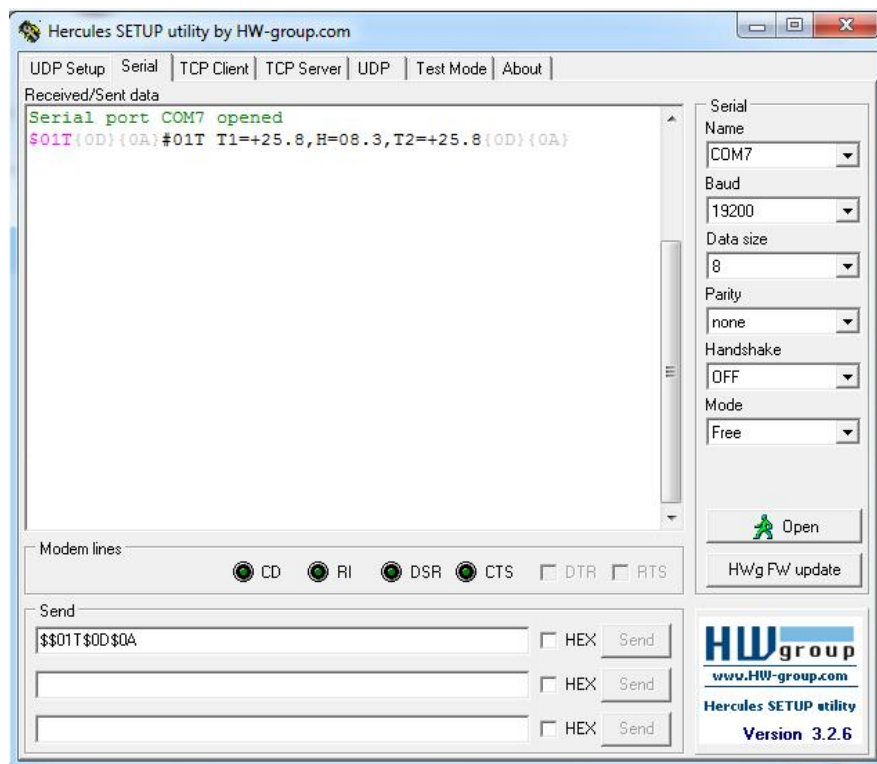 Hercules SETUP utility by HW-group.com
UDP Setup Serial TCP Client TCP Server UDP Test Mode About
Received/Sent data
Serial port COM7 opened
$01T{0D}{0A}#01T T1=+25.8,H=08.3,T2=+25.8{0D}{0A}
Serial
Name
COM7
Baud
19200
Data size
8
Parity
none
Handshake
OFF
Mode
Free
Open
HWg FW update
Modem lines
CD RI DSR CTS DTR RTS
Send
$$01T$0D$0A HEX Send
HEX Send
HEX Send
HW group
www.HW-group.com
Hercules SETUP utility
Version 3.2.6